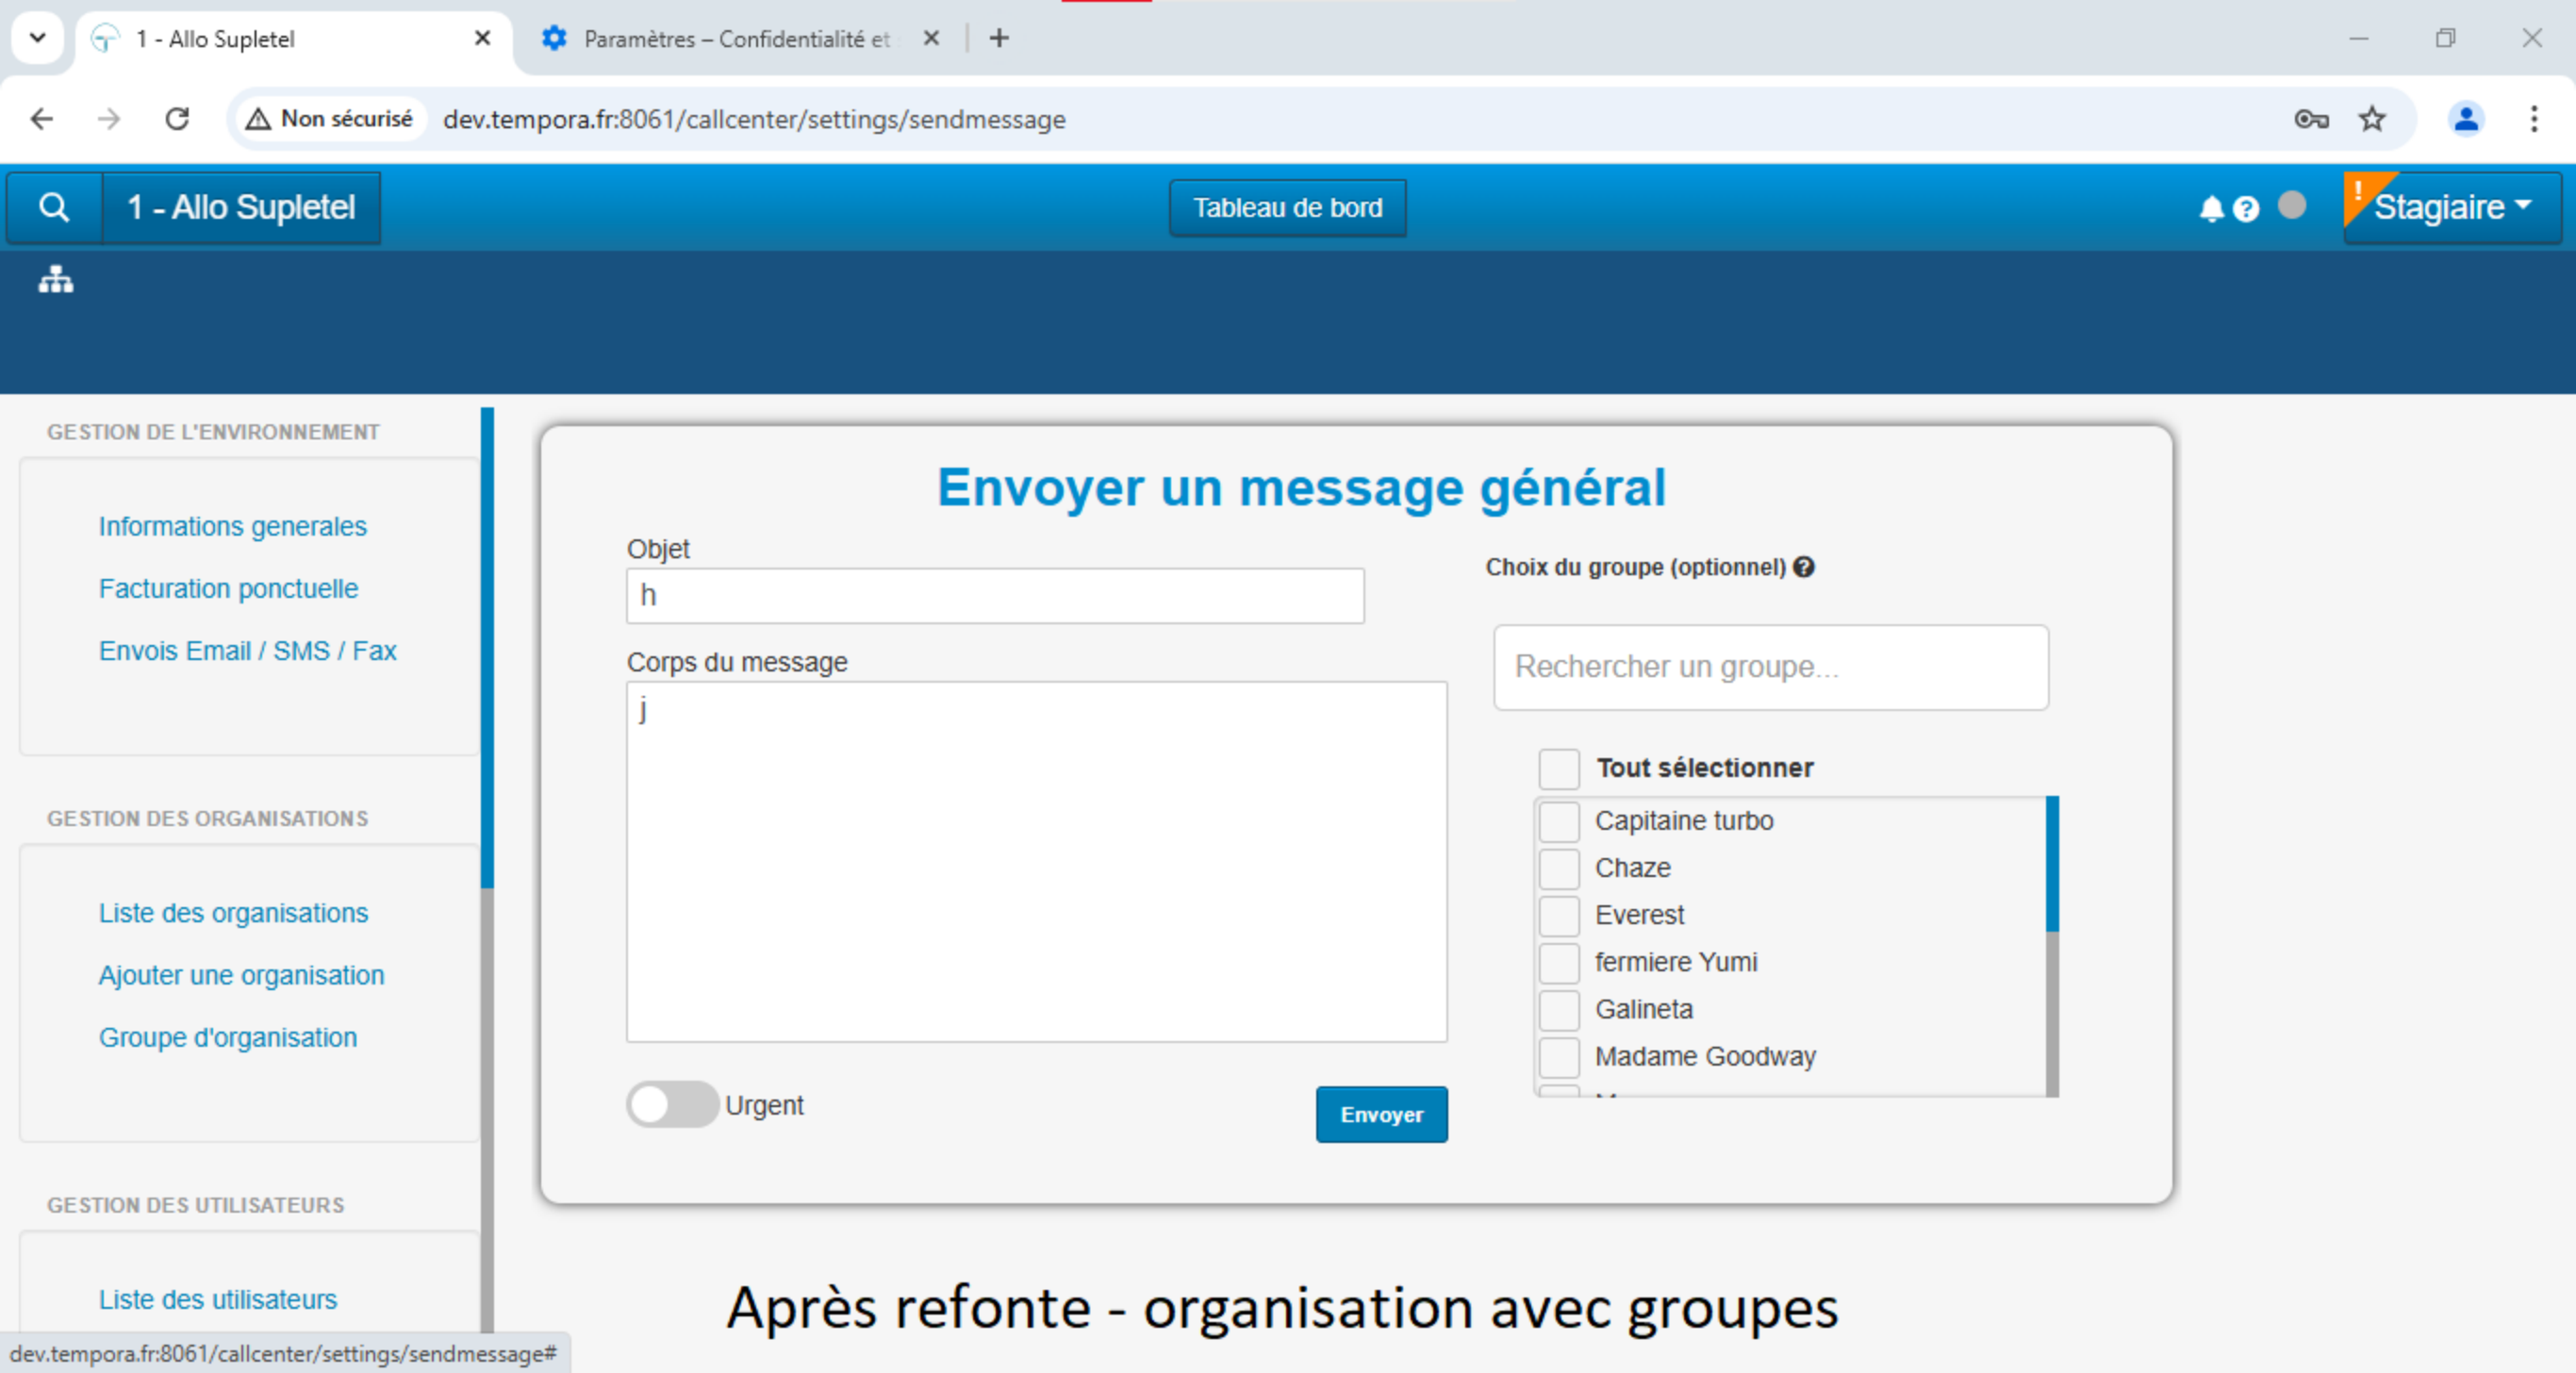 1 - Allo Supletel
Paramètres – Confidentialité et
Non sécurisé
dev.tempora.fr:8061/callcenter/settings/sendmessage
1 - Allo Supletel
Tableau de bord
Stagiaire
GESTION DE L'ENVIRONNEMENT
Informations generales
Facturation ponctuelle
Envois Email / SMS / Fax
GESTION DES ORGANISATIONS
Liste des organisations
Ajouter une organisation
Groupe d'organisation
GESTION DES UTILISATEURS
Liste des utilisateurs
Envoyer un message général
Objet
h
Corps du message
j
Urgent
Envoyer
Choix du groupe (optionnel)
Rechercher un groupe...
Tout sélectionner
Capitaine turbo
Chaze
Everest
fermiere Yumi
Galineta
Madame Goodway
Après refonte - organisation avec groupes
dev.tempora.fr:8061/callcenter/settings/sendmessage#